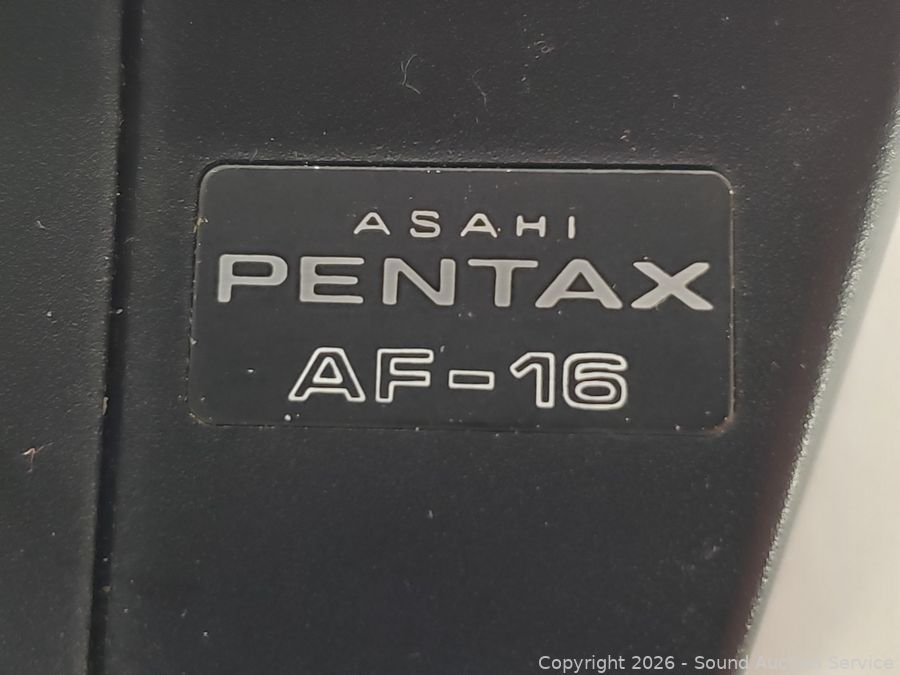 ASAHI
PENTAX
AF-16
Copyright 2026 - Sound Auction Service